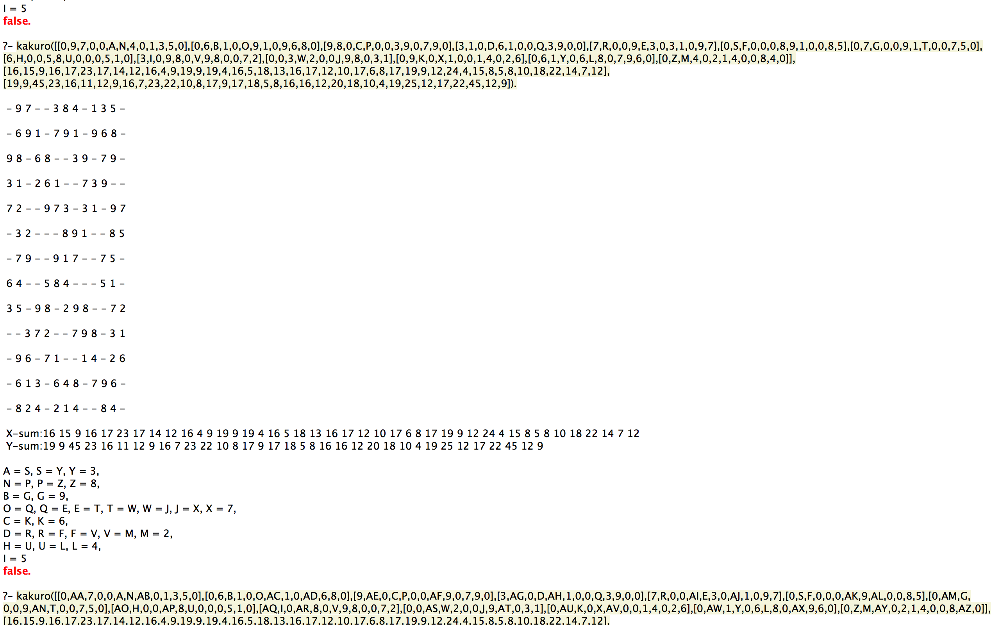 I = 5
false.
?- kakuro([[0,9,7,0,0,A,N,4,0,1,3,5,0],[0,6,B,1,0,O,9,1,0,9,6,8,0],[9,8,0,C,P,0,0,3,9,0,7,9,0],[3,1,0,D,6,1,0,0,Q,3,9,0,0],[7,R,0,0,9,E,3,0,3,1,0,9,7],[0,S,F,0,0,0,8,9,1,0,0,8,5],[0,7,G,0,0,9,1,T,0,0,7,5,0],
[6,H,0,0,5,8,U,0,0,0,5,1,0],[3,I,0,9,8,0,V,9,8,0,0,7,2],[0,0,3,W,2,0,0,J,9,8,0,3,1],[0,9,K,0,X,1,0,0,1,4,0,2,6],[0,6,1,Y,0,6,L,8,0,7,9,6,0],[0,Z,M,4,0,2,1,4,0,0,8,4,0]],
[16,15,9,16,17,23,17,14,12,16,4,9,19,9,19,4,16,5,18,13,16,17,12,10,17,6,8,17,19,9,12,24,4,15,8,5,8,10,18,22,14,7,12],
[19,9,45,23,16,11,12,9,16,7,23,22,10,8,17,9,17,18,5,8,16,16,12,20,18,10,4,19,25,12,17,22,45,12,9]).
- 9 7 - - 3 8 4 - 1 3 5 -
- 6 9 1 - 7 9 1 - 9 6 8 -
9 8 - 6 8 - - 3 9 - 7 9 -
3 1 - 2 6 1 - - 7 3 9 - -
7 2 - - 9 7 3 - 3 1 - 9 7
- 3 2 - - - 8 9 1 - - 8 5
- 7 9 - - 9 1 7 - - 7 5 -
6 4 - - 5 8 4 - - - 5 1 -
3 5 - 9 8 - 2 9 8 - - 7 2
- - 3 7 2 - - 7 9 8 - 3 1
- 9 6 - 7 1 - - 1 4 - 2 6
- 6 1 3 - 6 4 8 - 7 9 6 -
- 8 2 4 - 2 1 4 - - 8 4 -
X-sum:16 15 9 16 17 23 17 14 12 16 4 9 19 9 19 4 16 5 18 13 16 17 12 10 17 6 8 17 19 9 12 24 4 15 8 5 8 10 18 22 14 7 12
Y-sum:19 9 45 23 16 11 12 9 16 7 23 22 10 8 17 9 17 18 5 8 16 16 12 20 18 10 4 19 25 12 17 22 45 12 9
A = S, S = Y, Y = 3,
N = P, P = Z, Z = 8,
B = G, G = 9,
O = Q, Q = E, E = T, T = W, W = J, J = X, X = 7,
C = K, K = 6,
D = R, R = F, F = V, V = M, M = 2,
H = U, U = L, L = 4,
I = 5
false.
?- kakuro([[0,AA,7,0,0,A,N,AB,0,1,3,5,0],[0,6,B,1,0,O,AC,1,0,AD,6,8,0],[9,AE,0,C,P,0,0,AF,9,0,7,9,0],[3,AG,0,D,AH,1,0,0,Q,3,9,0,0],[7,R,0,0,AI,E,3,0,AJ,1,0,9,7],[0,S,F,0,0,0,AK,9,AL,0,0,8,5],[0,AM,G,
0,0,9,AN,T,0,0,7,5,0],[AO,H,0,0,AP,8,U,0,0,0,5,1,0],[AQ,I,0,AR,8,0,V,9,8,0,0,7,2],[0,0,AS,W,2,0,0,J,9,AT,0,3,1],[0,AU,K,0,X,AV,0,0,1,4,0,2,6],[0,AW,1,Y,0,6,L,8,0,AX,9,6,0],[0,Z,M,AY,0,2,1,4,0,0,8,AZ,0]],
[16,15,9,16,17,23,17,14,12,16,4,9,19,9,19,4,16,5,18,13,16,17,12,10,17,6,8,17,19,9,12,24,4,15,8,5,8,10,18,22,14,7,12],